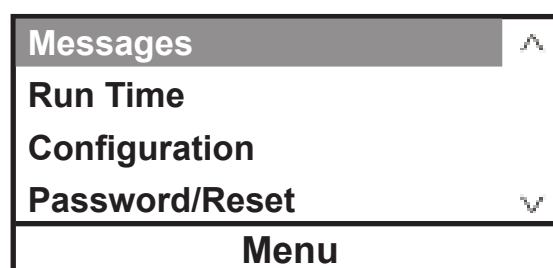 Messages
Run Time
Configuration
Password/Reset
Menu